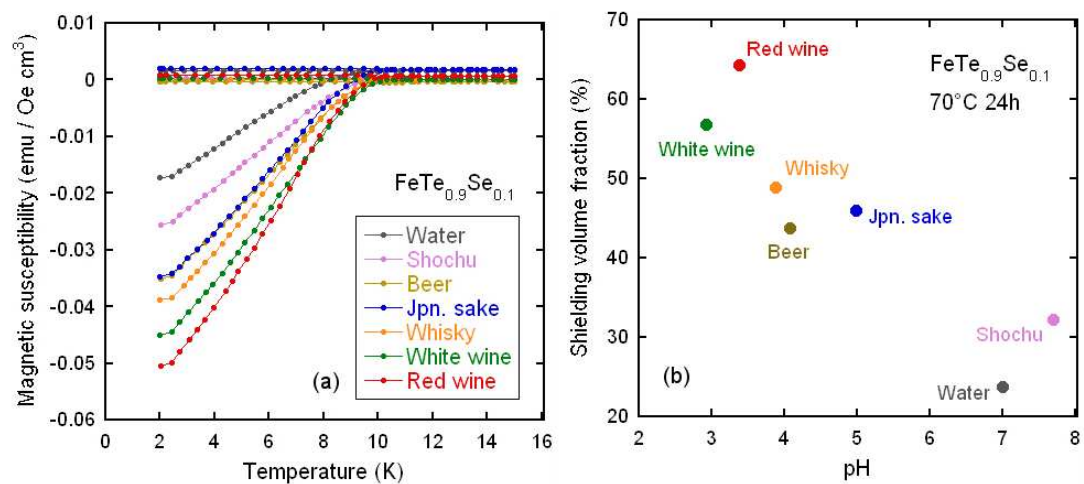 0.01
0
-0.01
-0.02
-0.03
-0.04
-0.05
-0.06
Magnetic susceptibility (emu / Oe cm³)
0 2 4 6 8 10 12 14 16
Temperature (K)
FeTe₀.₉Se₀.₁
Water
Shochu
Beer
Jpn. sake
Whisky
White wine
Red wine
(a)
70
60
50
40
30
20
Shielding volume fraction (%)
2 3 4 5 6 7 8
pH
FeTe₀.₉Se₀.₁
70°C 24h
Red wine
White wine
Whisky
Jpn. sake
Beer
Shochu
Water
(b)